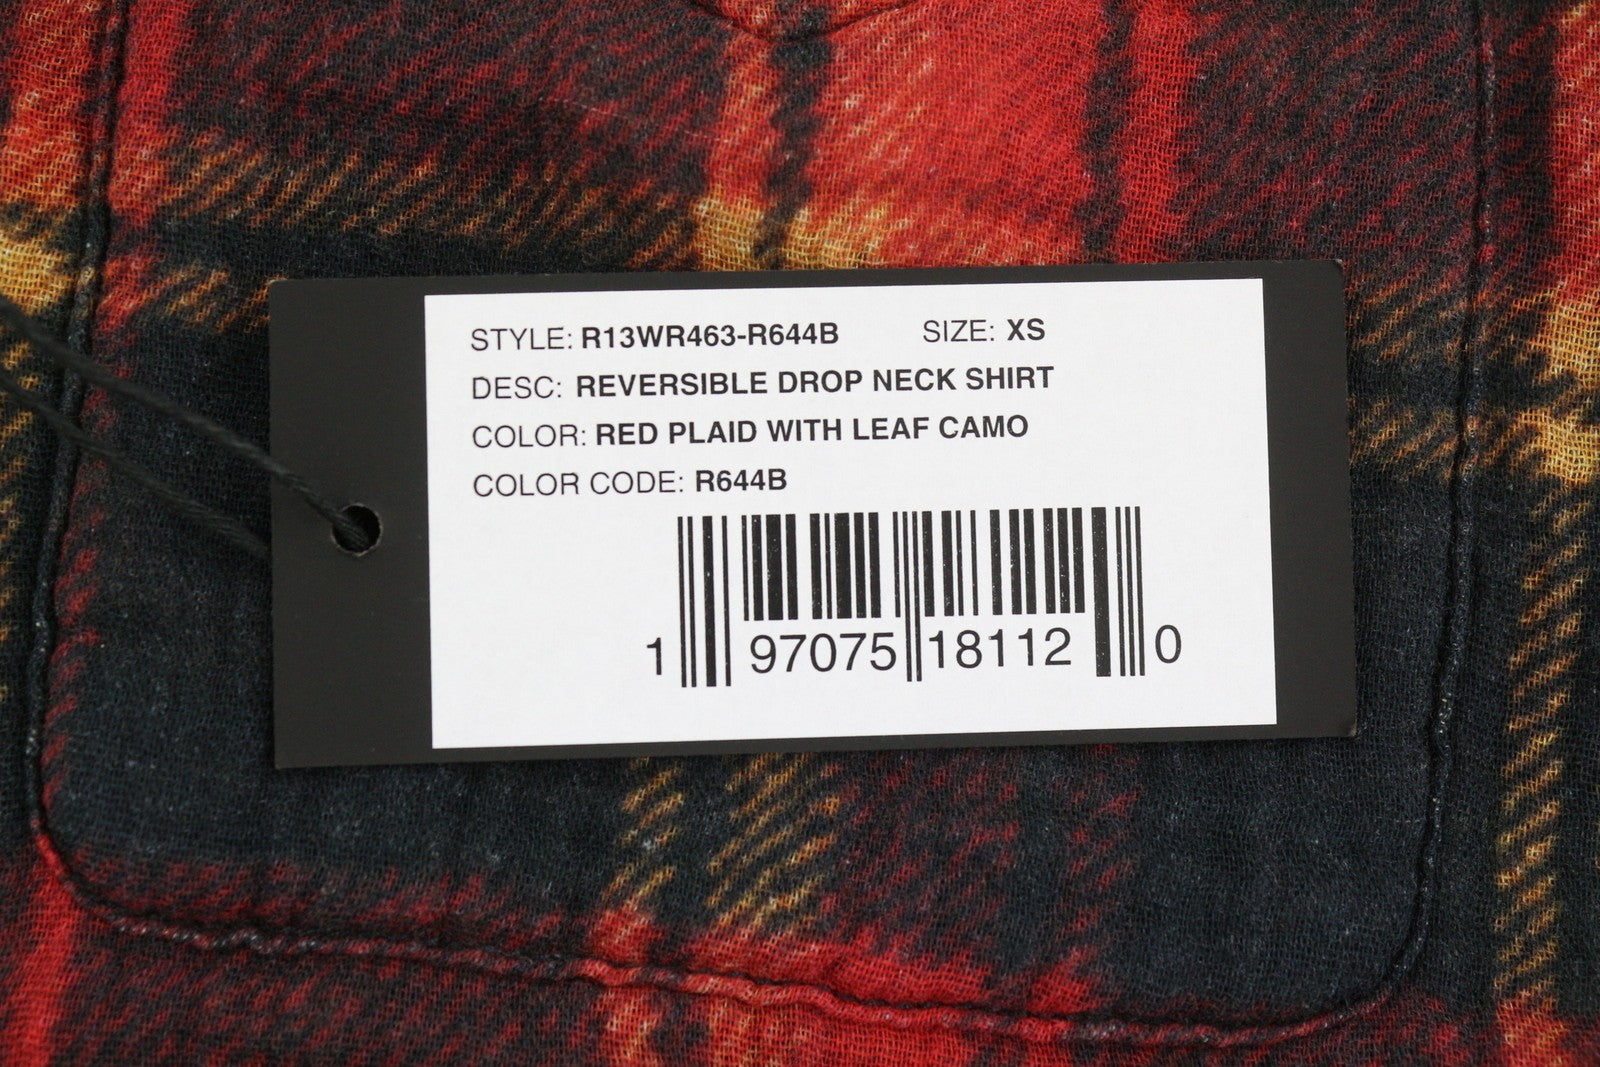 STYLE: R13WR463-R644B SIZE: XS
DESC: REVERSIBLE DROP NECK SHIRT
COLOR: RED PLAID WITH LEAF CAMO
COLOR CODE: R644B
1 97075 18112 0